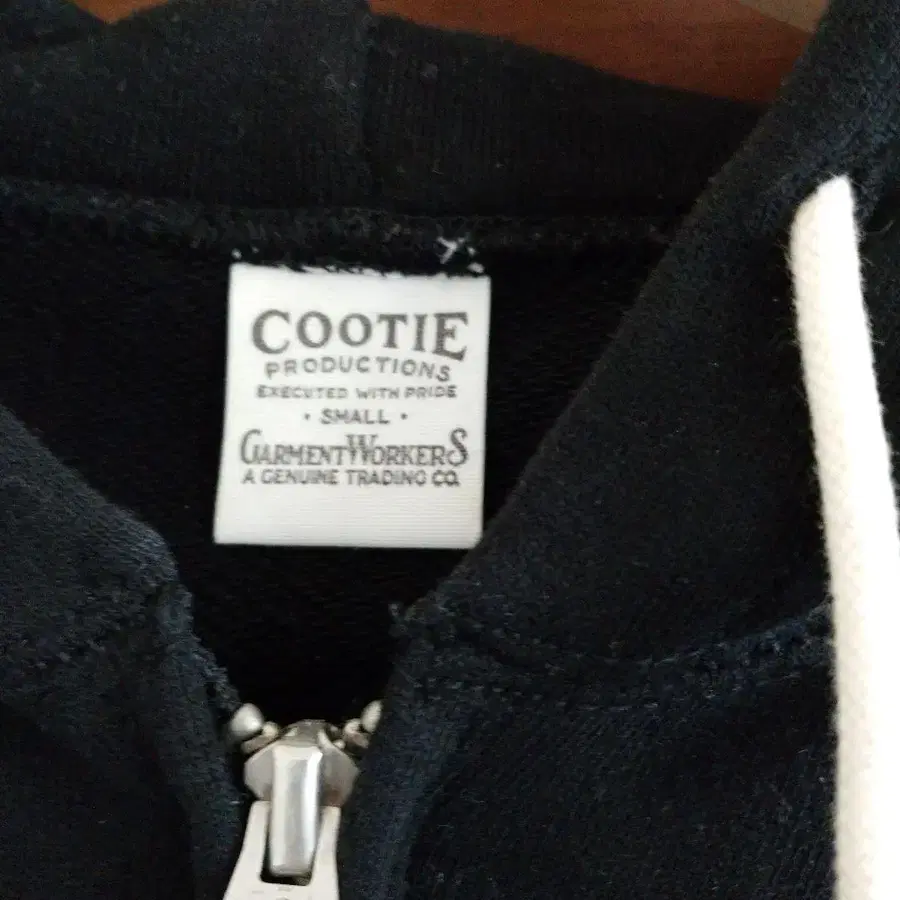 COOTIE
PRODUCTIONS
EXECUTED WITH PRIDE
· SMALL ·
GARMENTWORKERS
A GENUINE TRADING CO.